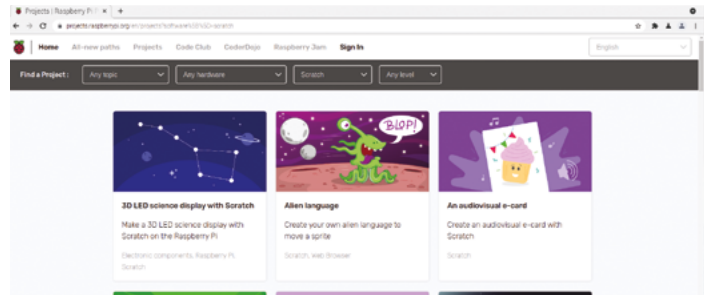 Projects | Raspberry Pi
projects.raspberrypi.org/en/projects?software%5B%5D=scratch
Home All-new paths Projects Code Club CoderDojo Raspberry Jam Sign In English
Find a Project: Any topic Any hardware Scratch Any level
BLOP!
3D LED science display with Scratch
Make a 3D LED science display with
Scratch on the Raspberry Pi
Electronic components, Raspberry Pi,
Scratch
Alien language
Create your own alien language to
move a sprite
Scratch, Web Browser
An audiovisual e-card
Create an audiovisual e-card with
Scratch
Scratch